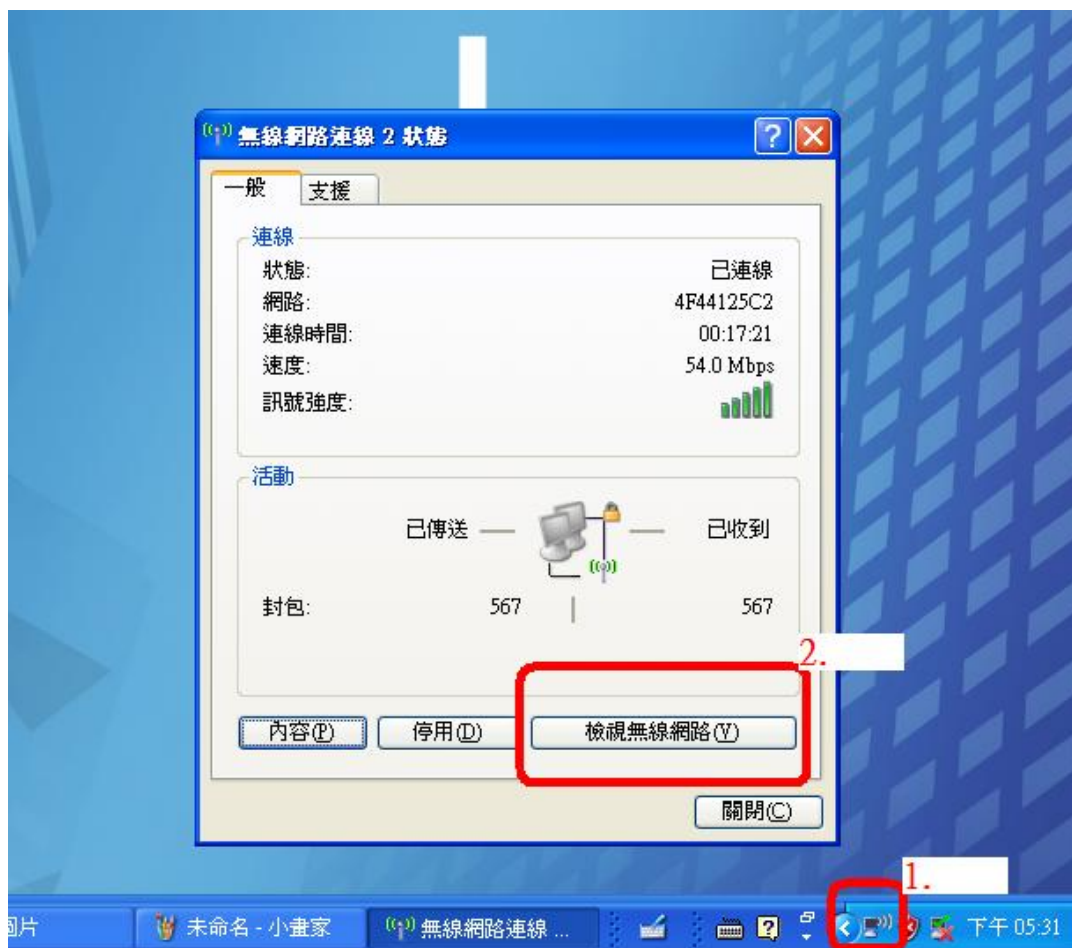 無線網路連線 2 狀態
一般
支援
連線
狀態: 已連線
網路: 4F44125C2
連線時間: 00:17:21
速度: 54.0 Mbps
訊號強度:
活動
已傳送 已收到
封包: 567 567
2.
內容(P) 停用(D) 檢視無線網路(V)
關閉(C)
1.
圖片 未命名 - 小畫家 無線網路連線 ... 下午 05:31